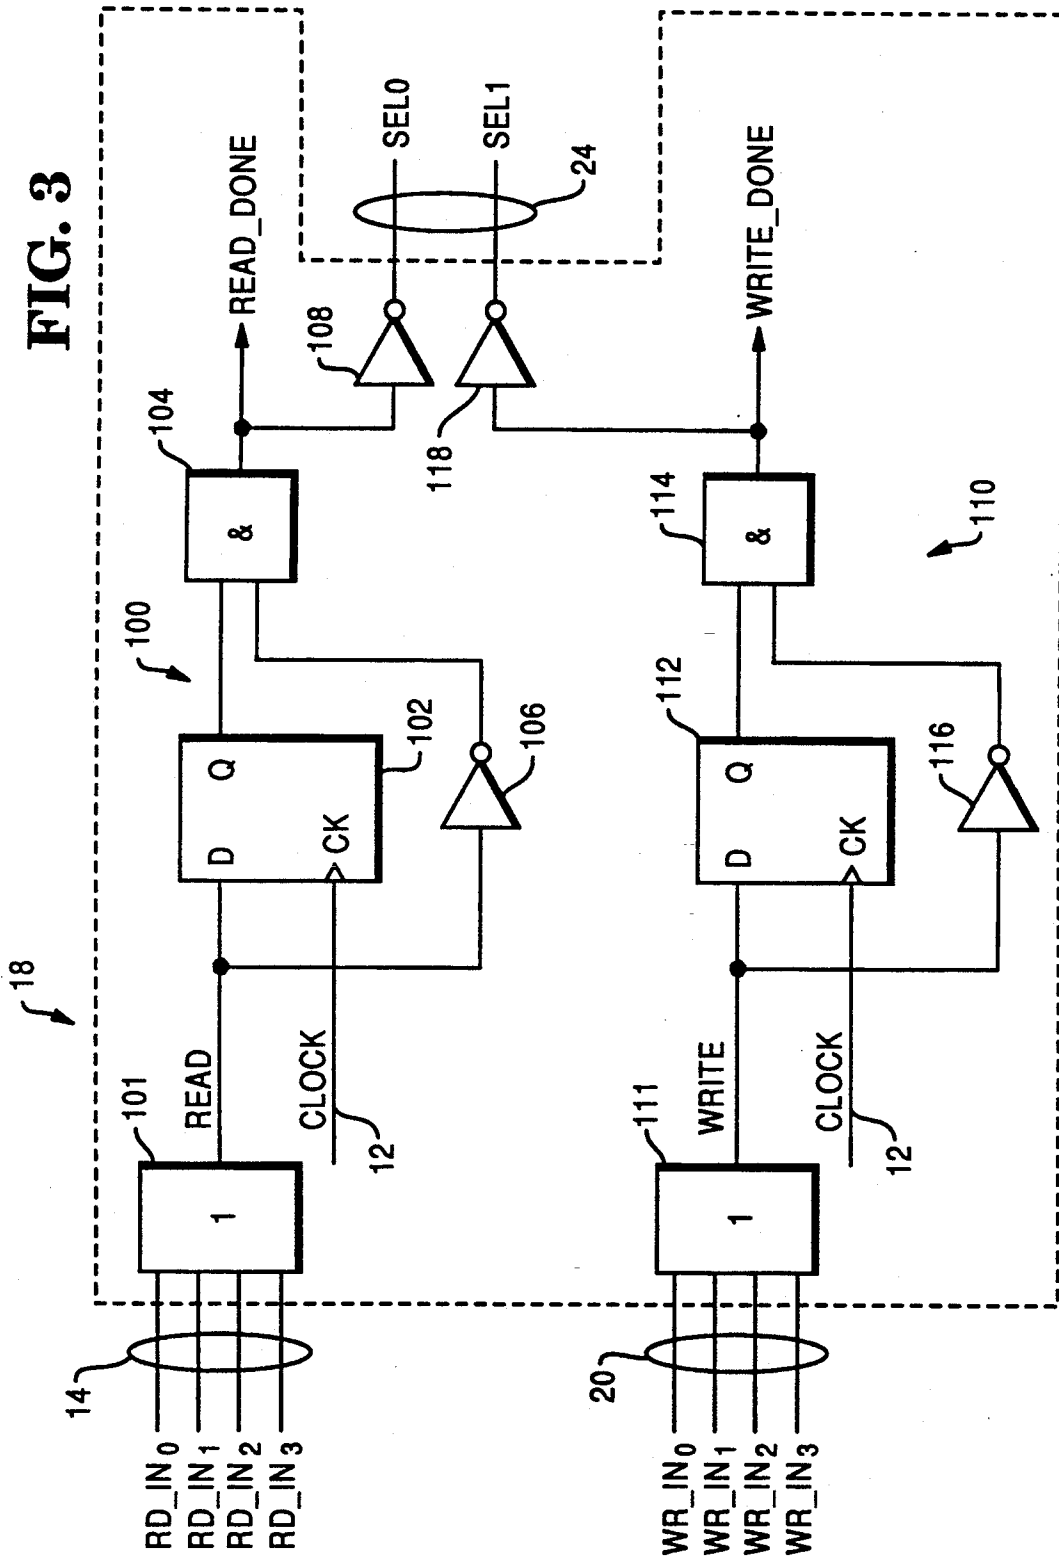 FIG. 3
18
100
14
RD_IN0
RD_IN1
RD_IN2
RD_IN3
101
1
READ
CLOCK
12
D
Q
CK
102
106
104
&
READ_DONE
108
SEL0
SEL1
24
118
20
WR_IN0
WR_IN1
WR_IN2
WR_IN3
111
1
WRITE
CLOCK
12
D
Q
CK
112
116
114
&
WRITE_DONE
110